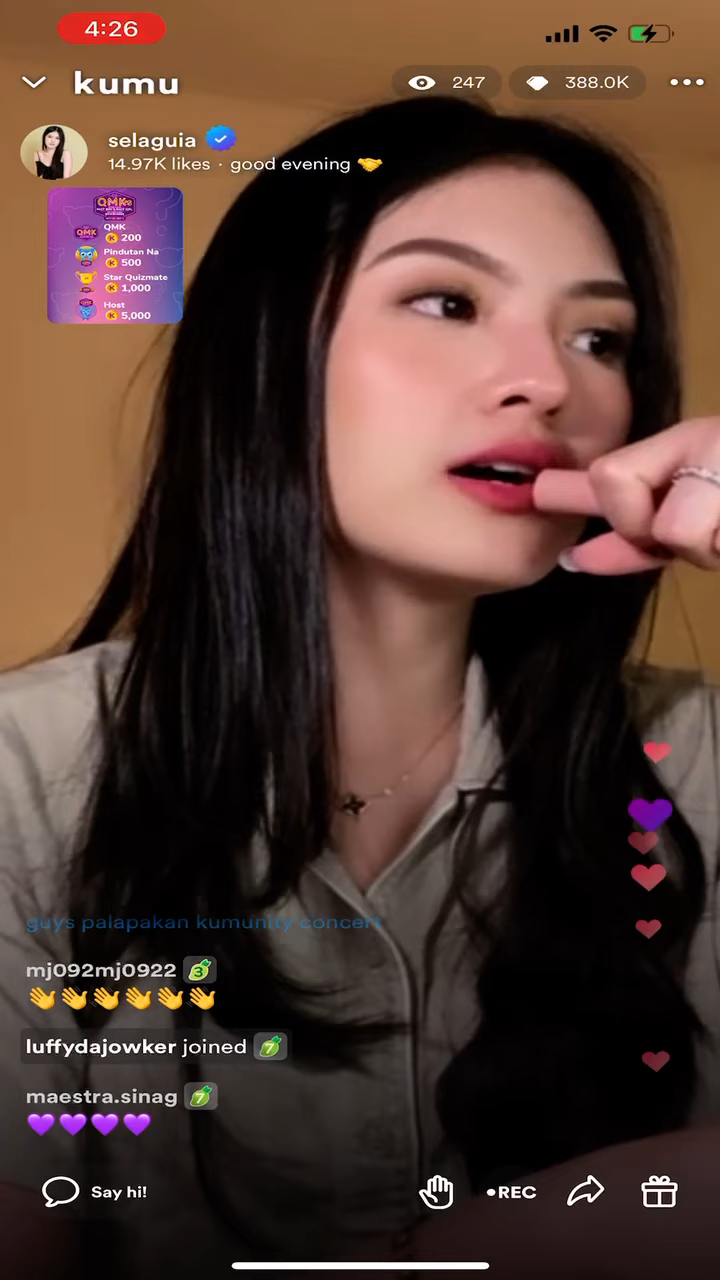 4:26
kumu
247
388.0K
selaguia
14.97K likes · good evening 🤝
QMKs
QMK
QMK
K 200
Pindutan Na
K 500
Star Quizmate
K 1,000
Host
K 5,000
guys palapakan kumunity concert
mj092mj0922 3
👋👋👋👋👋👋
luffydajowker joined 7
maestra.sinag 7
💜💜💜💜
Say hi!
•REC